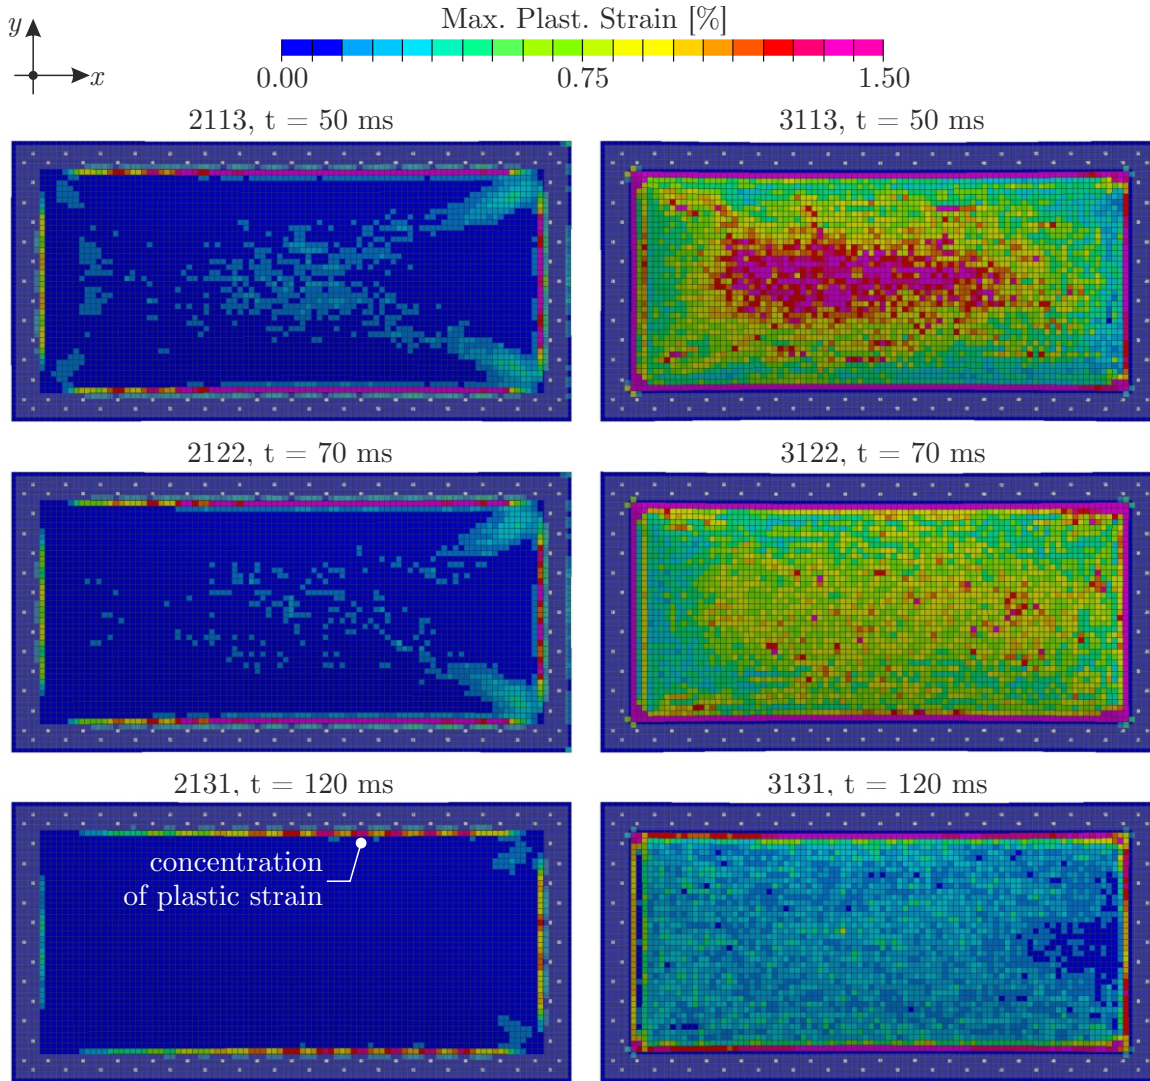 Max. Plast. Strain [%]
y
x
0.00 0.75 1.50
2113, t = 50 ms
3113, t = 50 ms
2122, t = 70 ms
3122, t = 70 ms
2131, t = 120 ms
3131, t = 120 ms
concentration
of plastic strain